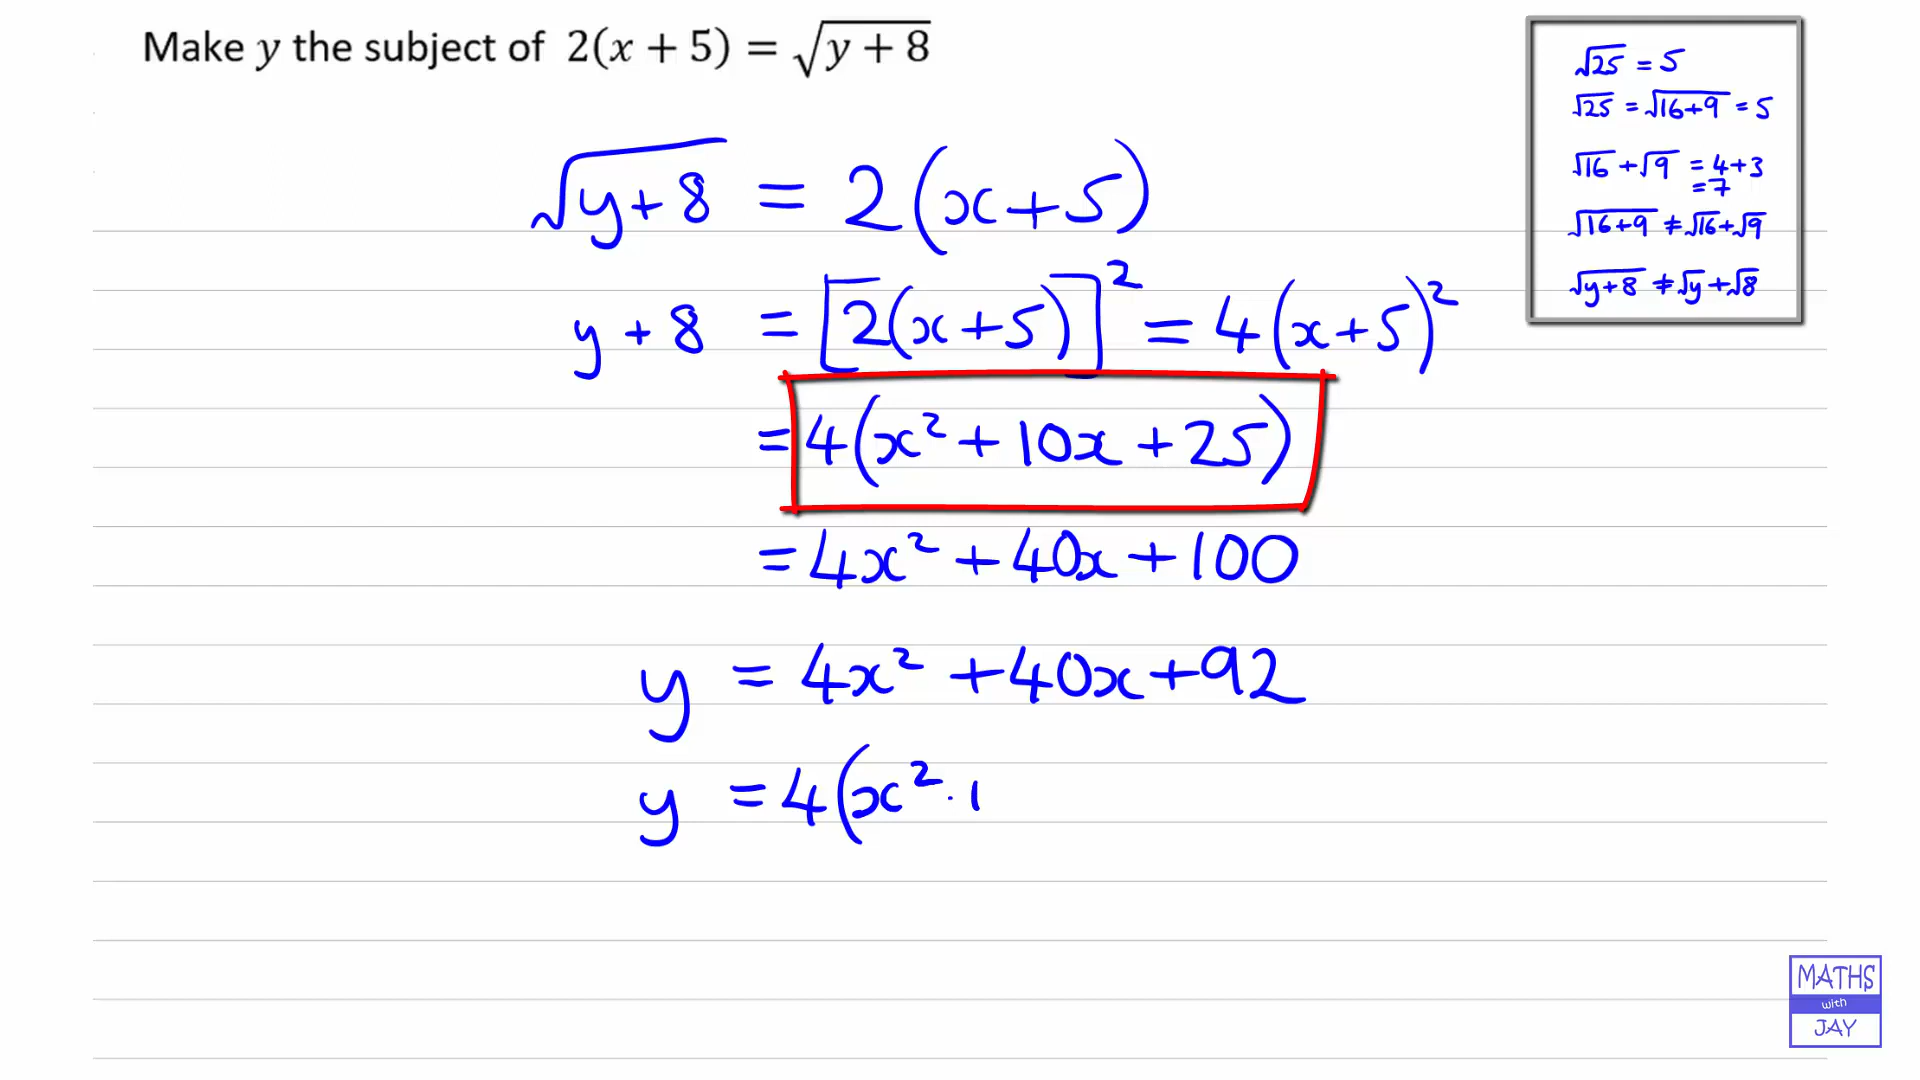 Make y the subject of 2(x + 5) = √(y + 8)
√(y+8) = 2(x+5)
y + 8 = [2(x+5)]² = 4(x+5)²
= 4(x² + 10x + 25)
= 4x² + 40x + 100
y = 4x² + 40x + 92
y = 4(x²
√25 = 5
√25 = √(16+9) = 5
√16 + √9 = 4+3
= 7
√(16+9) ≠ √16 + √9
√(y+8) ≠ √y + √8
MATHS
with
JAY